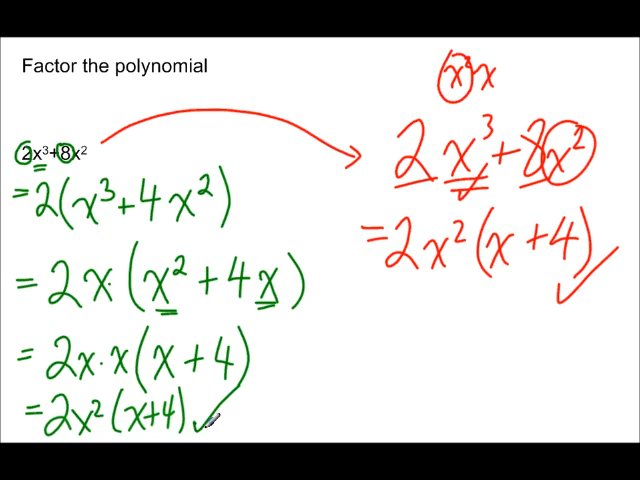 Factor the polynomial
2x³+8x²
= 2(x³+4x²)
= 2x·(x²+4x)
= 2x·x(x+4)
= 2x²(x+4)
x²x
2x³+8x²
= 2x²(x+4)